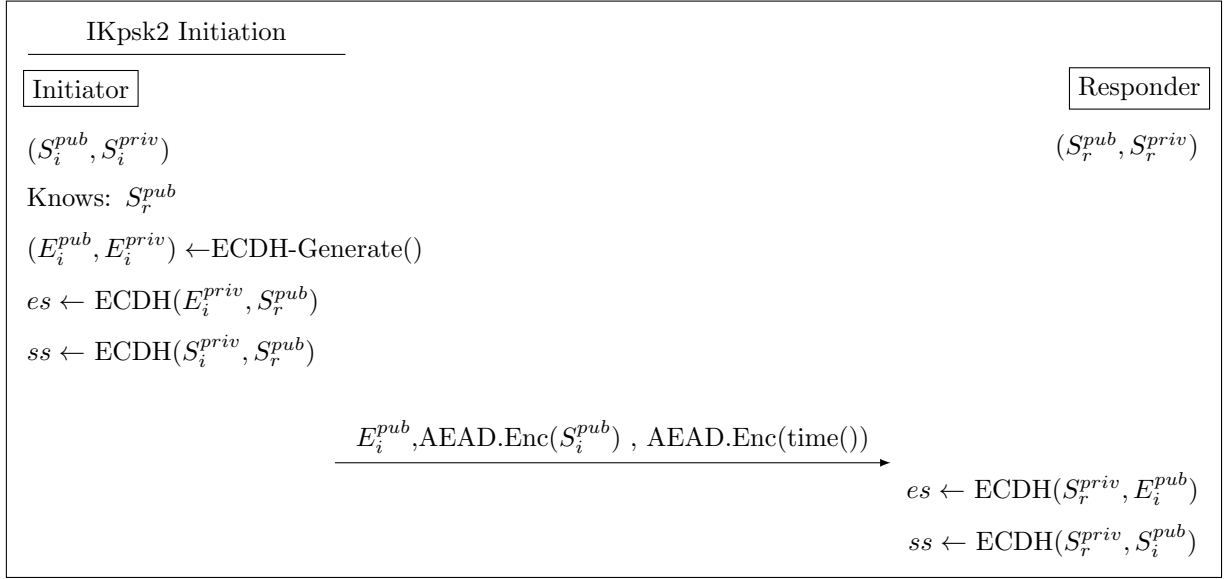 IKpsk2 Initiation
Initiator Responder
(S_i^{pub}, S_i^{priv}) (S_r^{pub}, S_r^{priv})
Knows: S_r^{pub}
(E_i^{pub}, E_i^{priv}) ←ECDH-Generate()
es ← ECDH(E_i^{priv}, S_r^{pub})
ss ← ECDH(S_i^{priv}, S_r^{pub})
E_i^{pub},AEAD.Enc(S_i^{pub}) , AEAD.Enc(time())
es ← ECDH(S_r^{priv}, E_i^{pub})
ss ← ECDH(S_r^{priv}, S_i^{pub})